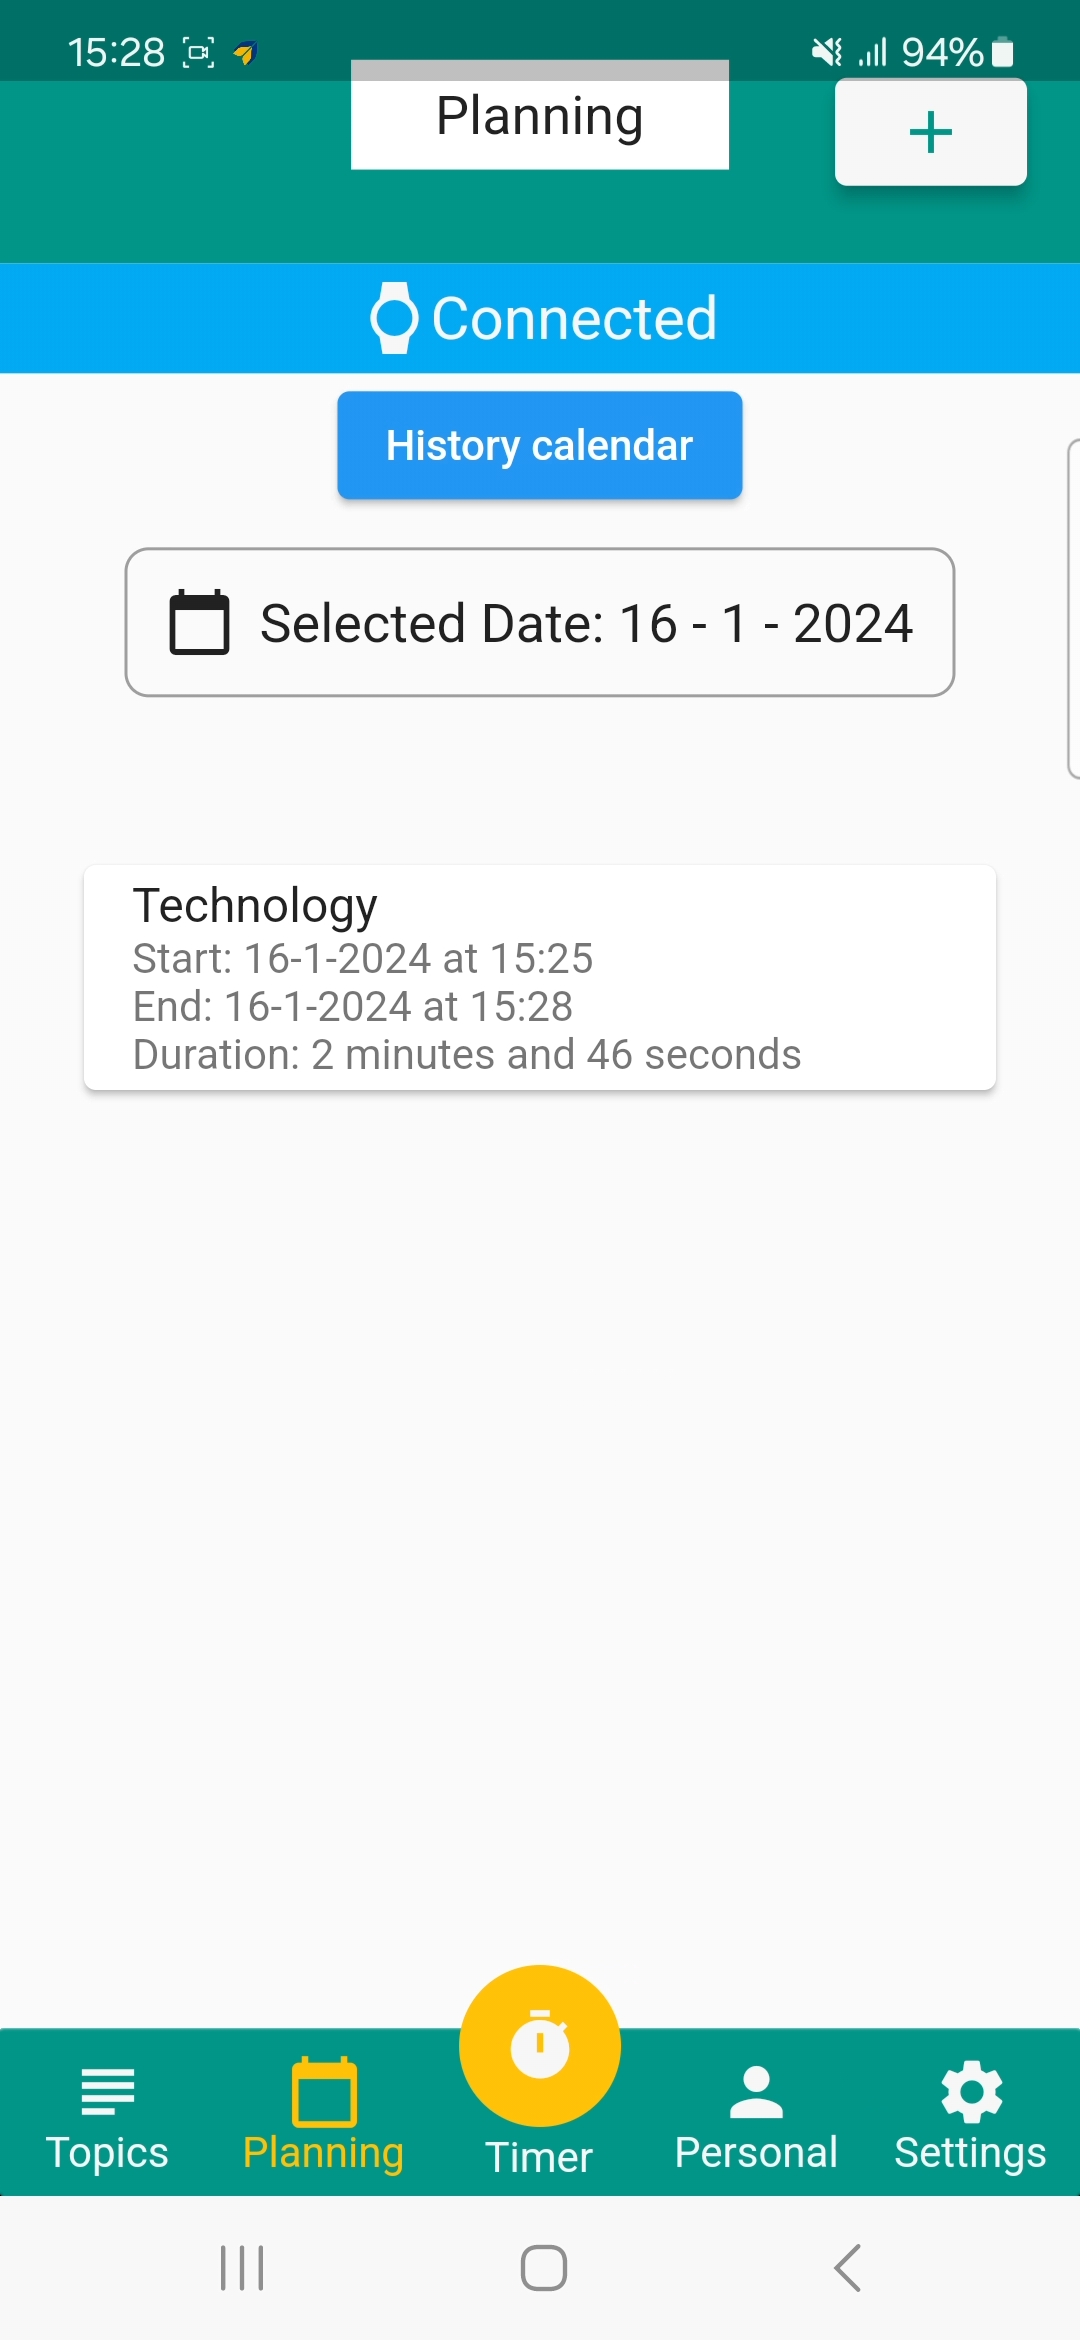 15:28
94%
Planning
+
Connected
History calendar
Selected Date: 16 - 1 - 2024
Technology
Start: 16-1-2024 at 15:25
End: 16-1-2024 at 15:28
Duration: 2 minutes and 46 seconds
Topics
Planning
Timer
Personal
Settings